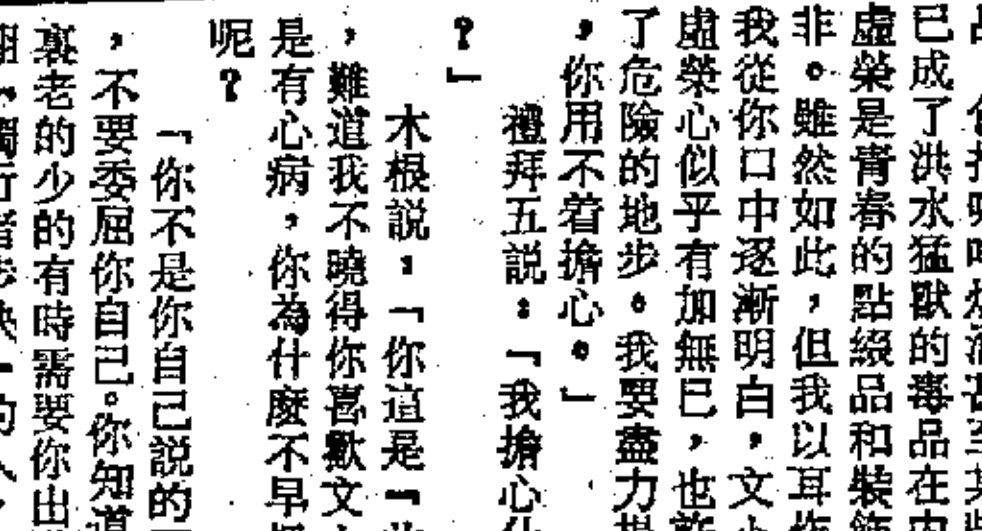 已成了洪水猛獸的毒品在
虛榮是青春的點綴品和裝飾
非。雖然如此，但我以耳
我從你口中逐漸明白，文
虛榮心似乎有加無已，也許
了危險的地步。我要盡力
，你用不着擔心。」
禮拜五説：「我擔心
？」
木根説：「你這是「
，難道我不曉得你喜歡文
是有心病，你為什麼不早
呢？
「你不是你自己説的
，不要委屈你自己。你知道
裏老的少的有時需要你出